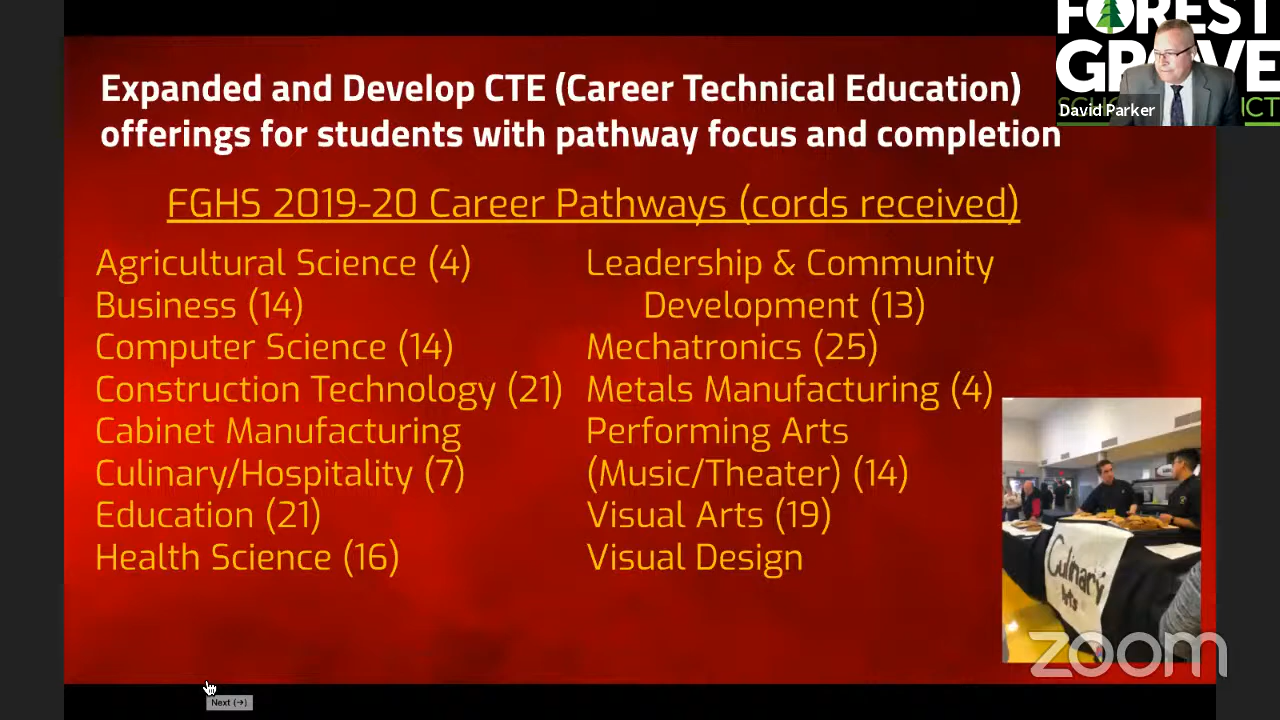 Expanded and Develop CTE (Career Technical Education)
offerings for students with pathway focus and completion
FGHS 2019-20 Career Pathways (cords received)
Agricultural Science (4)
Business (14)
Computer Science (14)
Construction Technology (21)
Cabinet Manufacturing
Culinary/Hospitality (7)
Education (21)
Health Science (16)
Leadership & Community
Development (13)
Mechatronics (25)
Metals Manufacturing (4)
Performing Arts
(Music/Theater) (14)
Visual Arts (19)
Visual Design
FOREST
David Parker
Culinary
Arts
zoom
Next (→)